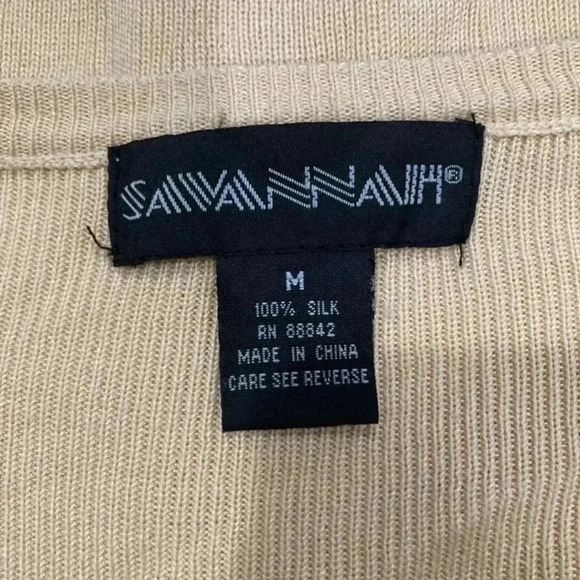 SAVANNAH®
M
100% SILK
RN 88842
MADE IN CHINA
CARE SEE REVERSE